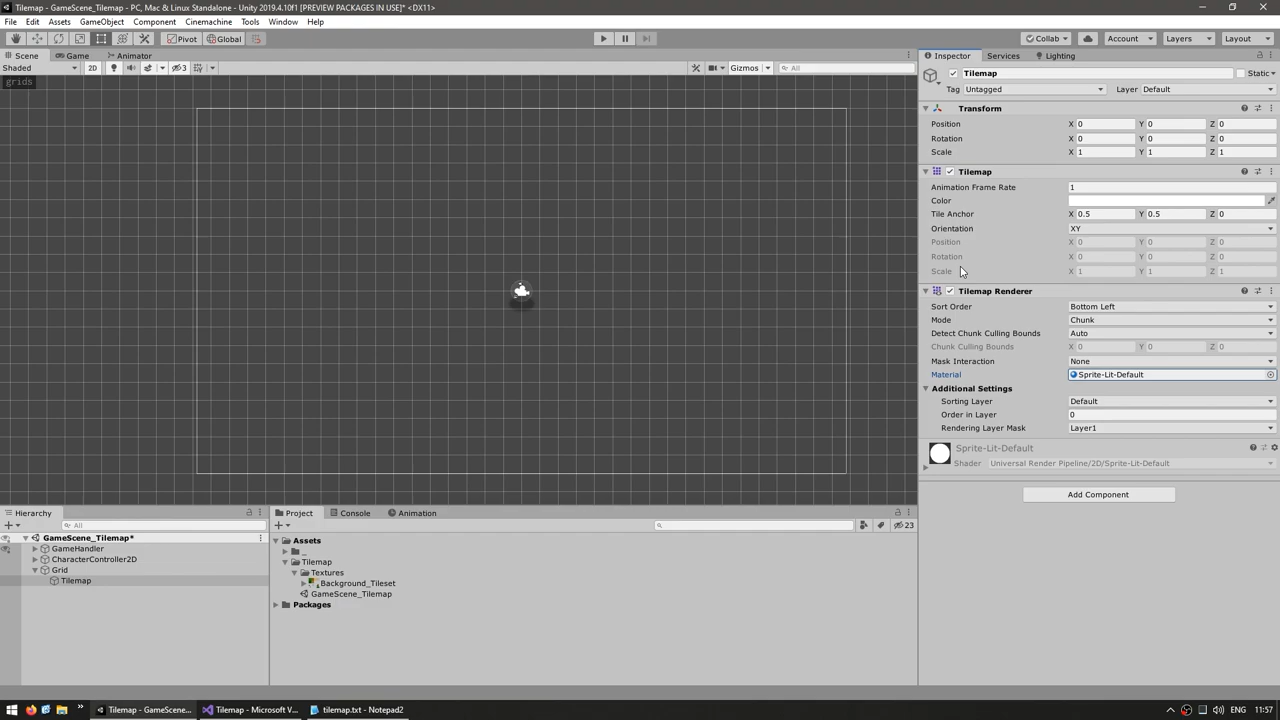 Tilemap - GameScene_Tilemap - PC, Mac & Linux Standalone - Unity 2019.4.10f1 [PREVIEW PACKAGES IN USE]* <DX11>
File Edit Assets GameObject Component Cinemachine Tools Window Help
Pivot Global Collab Account Layers Layout
Scene Game Animator
Shaded 2D 3 Gizmos All
grids
Inspector Services Lighting
Tilemap Static
Tag Untagged Layer Default
Transform
Position X 0 Y 0 Z 0
Rotation X 0 Y 0 Z 0
Scale X 1 Y 1 Z 1
Tilemap
Animation Frame Rate 1
Color
Tile Anchor X 0.5 Y 0.5 Z 0
Orientation XY
Position X 0 Y 0 Z 0
Rotation X 0 Y 0 Z 0
Scale X 1 Y 1 Z 1
Tilemap Renderer
Sort Order Bottom Left
Mode Chunk
Detect Chunk Culling Bounds Auto
Chunk Culling Bounds X 0 Y 0 Z 0
Mask Interaction None
Material Sprite-Lit-Default
Additional Settings
Sorting Layer Default
Order in Layer 0
Rendering Layer Mask Layer1
Sprite-Lit-Default
Shader Universal Render Pipeline/2D/Sprite-Lit-Default
Add Component
Hierarchy
All
GameScene_Tilemap*
GameHandler
CharacterController2D
Grid
Tilemap
Project Console Animation
23
Assets
_
Tilemap
Textures
Background_Tileset
GameScene_Tilemap
Packages
Tilemap - GameScene... Tilemap - Microsoft V... tilemap.txt - Notepad2 ENG 11:57